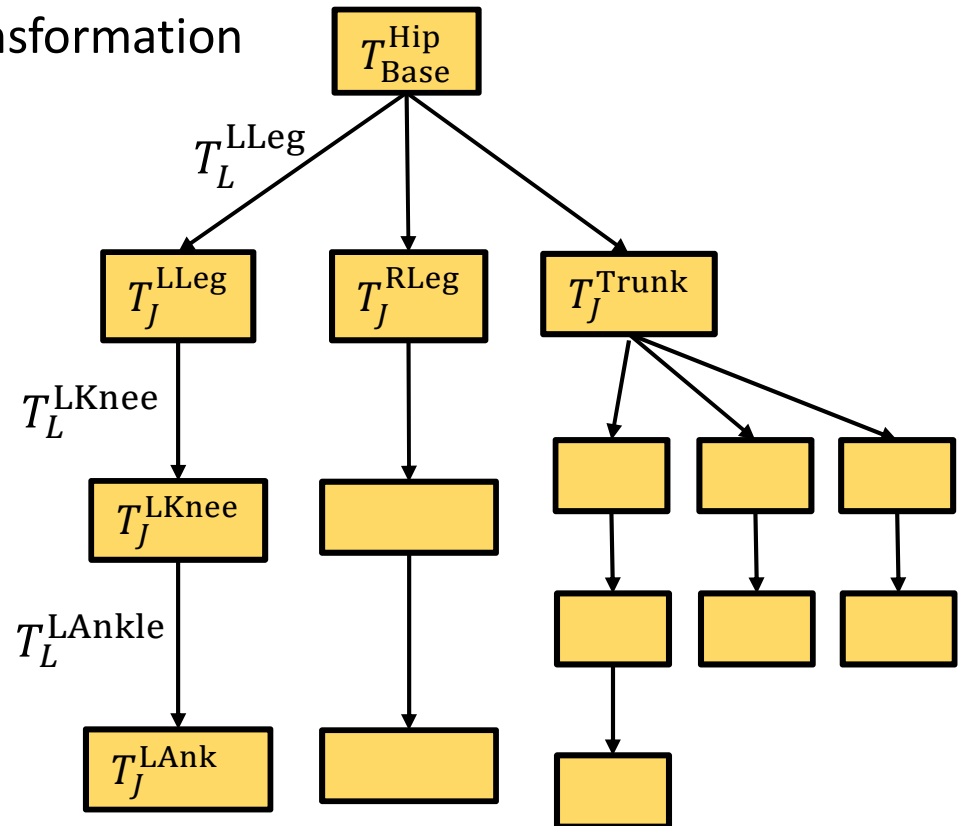 nsformation
T_Base^Hip
T_L^LLeg
T_J^LLeg
T_J^RLeg
T_J^Trunk
T_L^LKnee
T_J^LKnee
T_L^LAnkle
T_J^LAnk